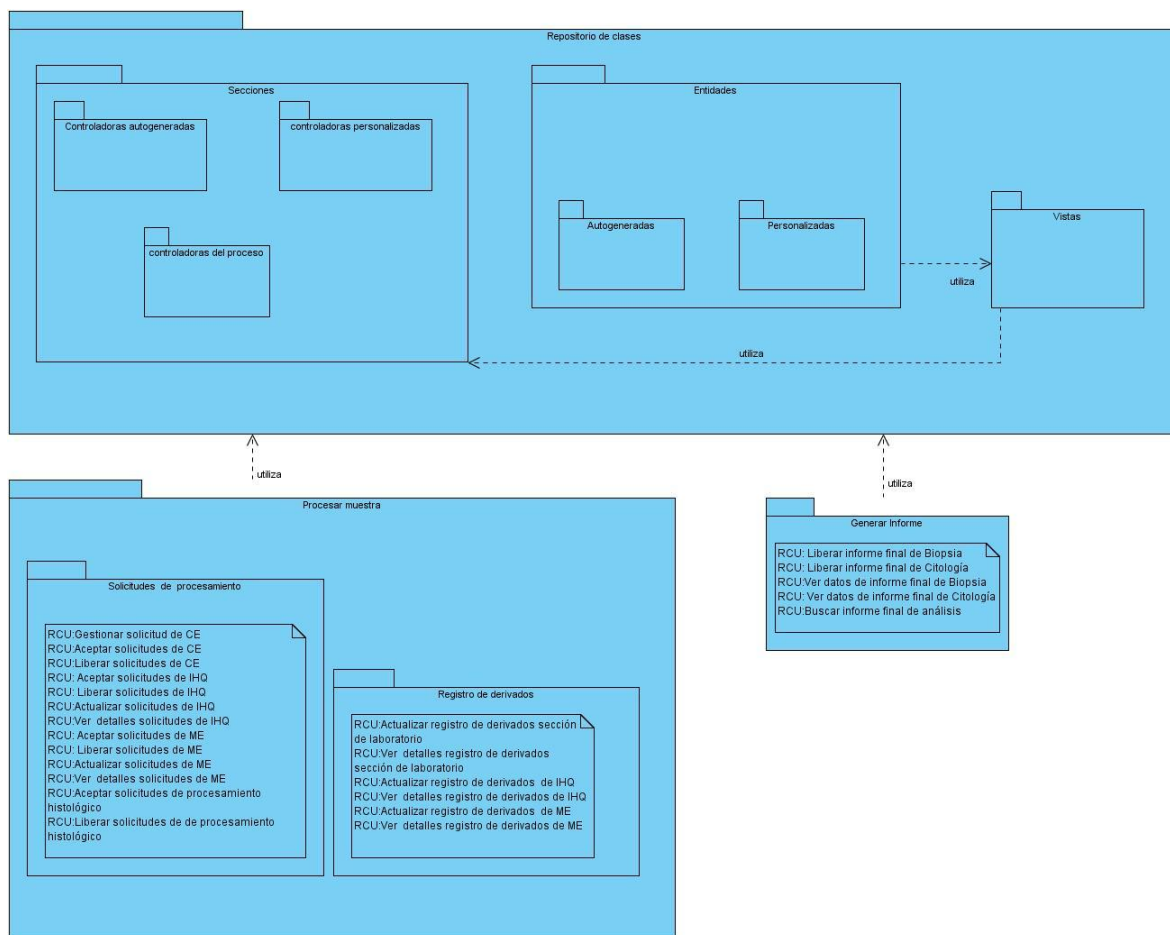 Repositorio de clases
Secciones
Entidades
Controladoras autogeneradas
controladoras personalizadas
Autogeneradas
Personalizadas
Vistas
controladoras del proceso
utiliza
utiliza
utiliza
utiliza
Procesar muestra
Solicitudes de procesamiento
RCU:Gestionar solicitud de CE
RCU:Aceptar solicitudes de CE
RCU:Liberar solicitudes de CE
RCU: Aceptar solicitudes de IHQ
RCU: Liberar solicitudes de IHQ
RCU:Actualizar solicitudes de IHQ
RCU:Ver detalles solicitudes de IHQ
RCU: Aceptar solicitudes de ME
RCU: Liberar solicitudes de ME
RCU:Actualizar solicitudes de ME
RCU:Ver detalles solicitudes de ME
RCU:Aceptar solicitudes de procesamiento
histológico
RCU:Liberar solicitudes de de procesamiento
histológico
Registro de derivados
RCU:Actualizar registro de derivados sección
de laboratorio
RCU:Ver detalles registro de derivados
sección de laboratorio
RCU:Actualizar registro de derivados de IHQ
RCU:Ver detalles registro de derivados de IHQ
RCU:Actualizar registro de derivados de ME
RCU:Ver detalles registro de derivados de ME
Generar Informe
RCU: Liberar informe final de Biopsia
RCU: Liberar informe final de Citología
RCU:Ver datos de informe final de Biopsia
RCU: Ver datos de informe final de Citología
RCU:Buscar informe final de análisis